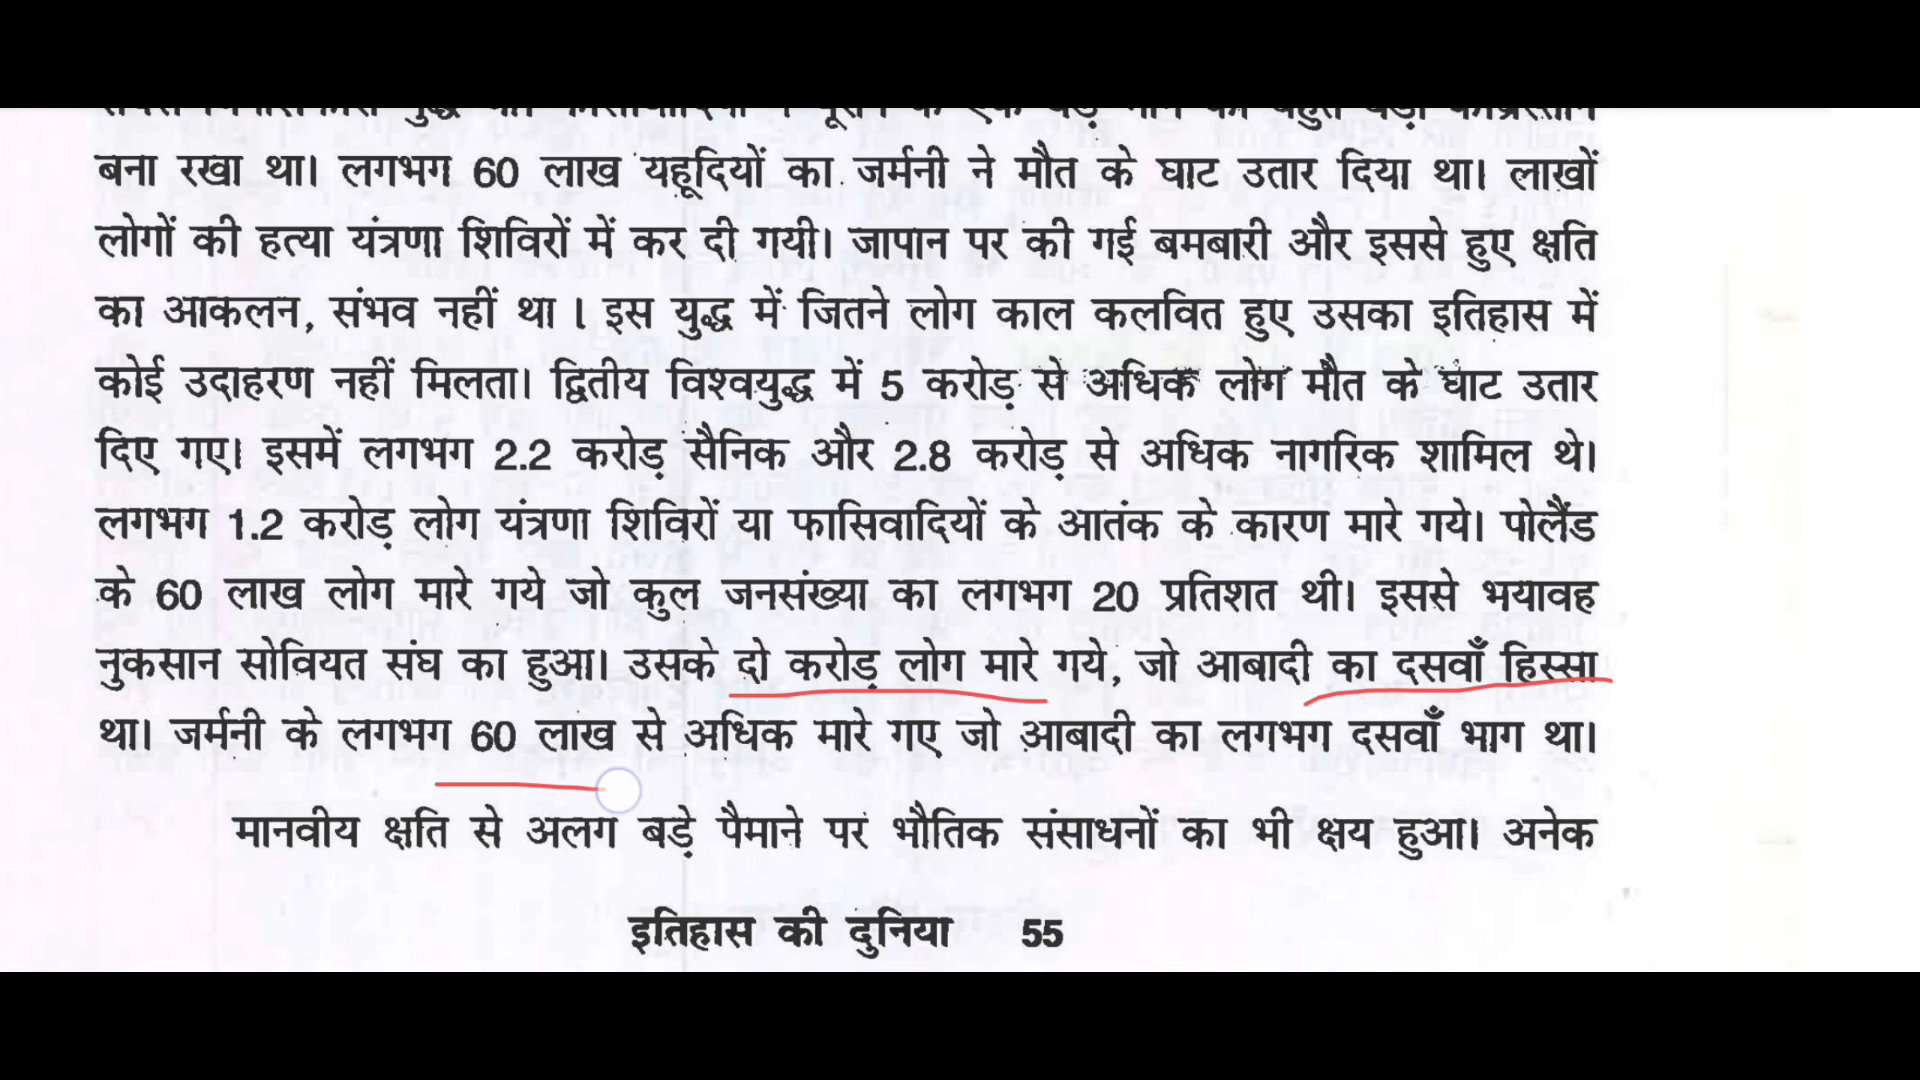 बना रखा था। लगभग 60 लाख यहूदियों का जर्मनी ने मौत के घाट उतार दिया था। लाखों
लोगों की हत्या यंत्रणा शिविरों में कर दी गयी। जापान पर की गई बमबारी और इससे हुए क्षति
का आकलन, संभव नहीं था । इस युद्ध में जितने लोग काल कलवित हुए उसका इतिहास में
कोई उदाहरण नहीं मिलता। द्वितीय विश्वयुद्ध में 5 करोड़ से अधिक लोग मौत के घाट उतार
दिए गए। इसमें लगभग 2.2 करोड़ सैनिक और 2.8 करोड़ से अधिक नागरिक शामिल थे।
लगभग 1.2 करोड़ लोग यंत्रणा शिविरों या फासिवादियों के आतंक के कारण मारे गये। पोलैंड
के 60 लाख लोग मारे गये जो कुल जनसंख्या का लगभग 20 प्रतिशत थी। इससे भयावह
नुकसान सोवियत संघ का हुआ। उसके दो करोड़ लोग मारे गये, जो आबादी का दसवाँ हिस्सा
था। जर्मनी के लगभग 60 लाख से अधिक मारे गए जो आबादी का लगभग दसवाँ भाग था।
मानवीय क्षति से अलग बड़े पैमाने पर भौतिक संसाधनों का भी क्षय हुआ। अनेक
इतिहास की दुनिया 55